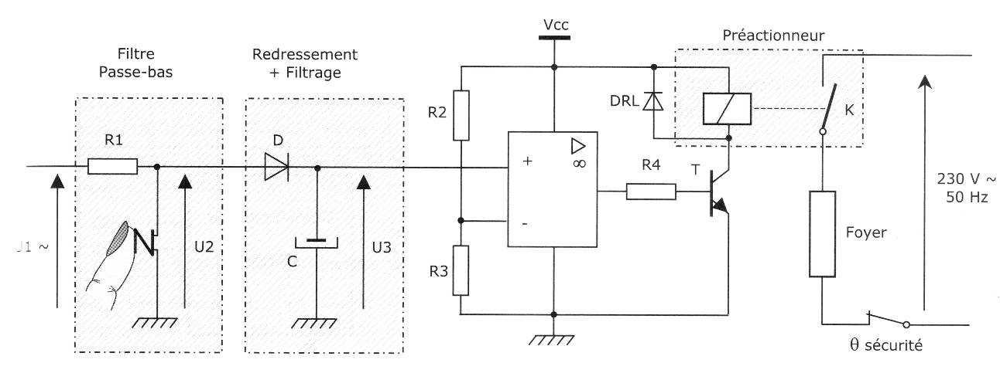 Vcc
Préactionneur
Filtre
Passe-bas
Redressement
+ Filtrage
DRL
K
R2
R1
D
+
▷
∞
R4
T
230 V ~
50 Hz
-
Foyer
~
U2
C
U3
R3
θ sécurité